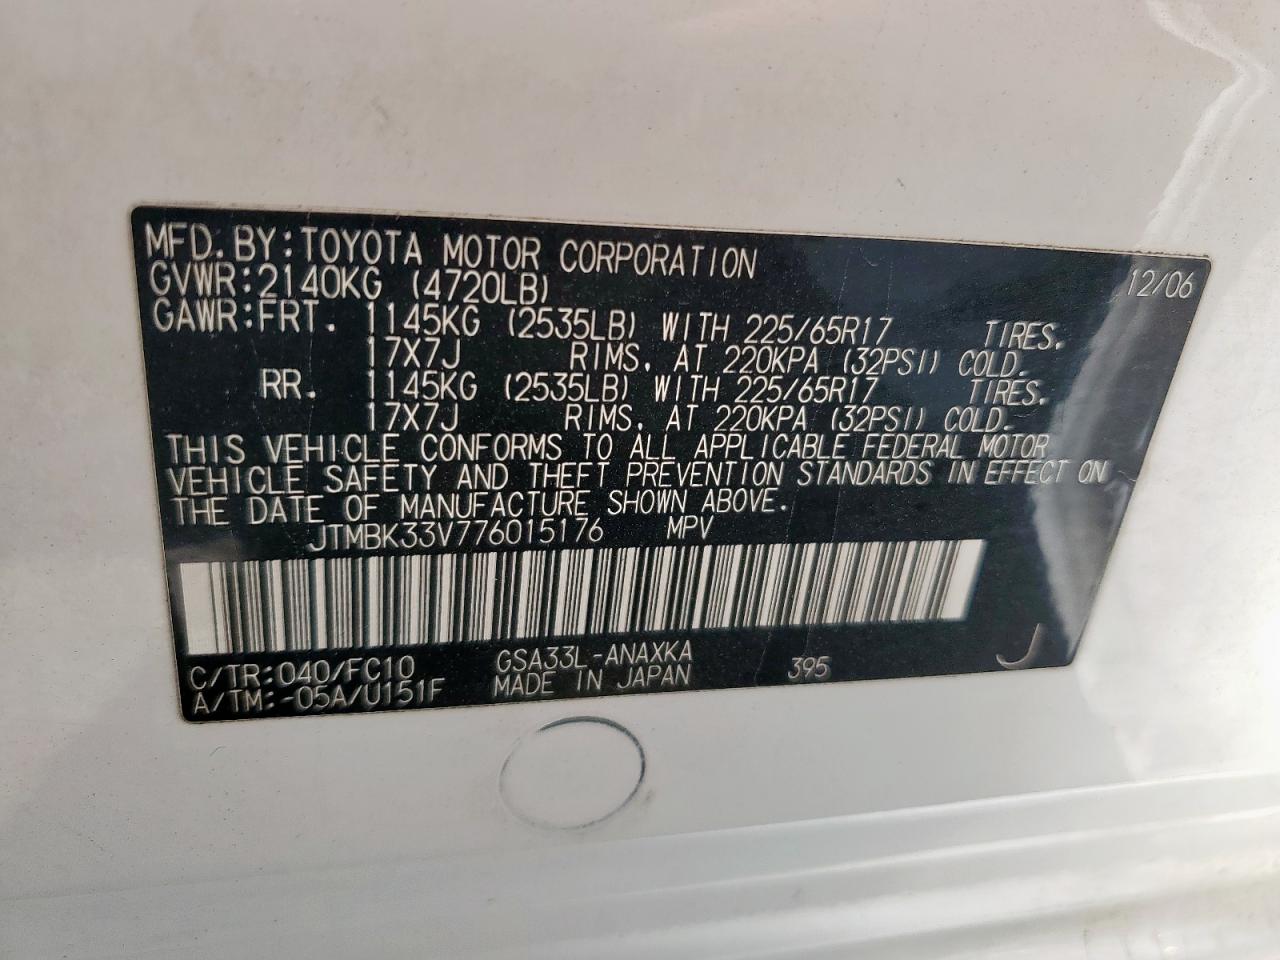 MFD. BY: TOYOTA MOTOR CORPORATION 12/06
GVWR: 2140KG (4720LB)
GAWR: FRT. 1145KG (2535LB) WITH 225/65R17 TIRES.
17X7J RIMS. AT 220KPA (32PSI) COLD.
RR. 1145KG (2535LB) WITH 225/65R17 TIRES.
17X7J RIMS. AT 220KPA (32PSI) COLD.
THIS VEHICLE CONFORMS TO ALL APPLICABLE FEDERAL MOTOR
VEHICLE SAFETY AND THEFT PREVENTION STANDARDS IN EFFECT ON
THE DATE OF MANUFACTURE SHOWN ABOVE.
JTMBK33V776015176 MPV
C/TR: 040/FC10 GSA33L-ANAXKA 395 J
A/TM: -05A/U151F MADE IN JAPAN